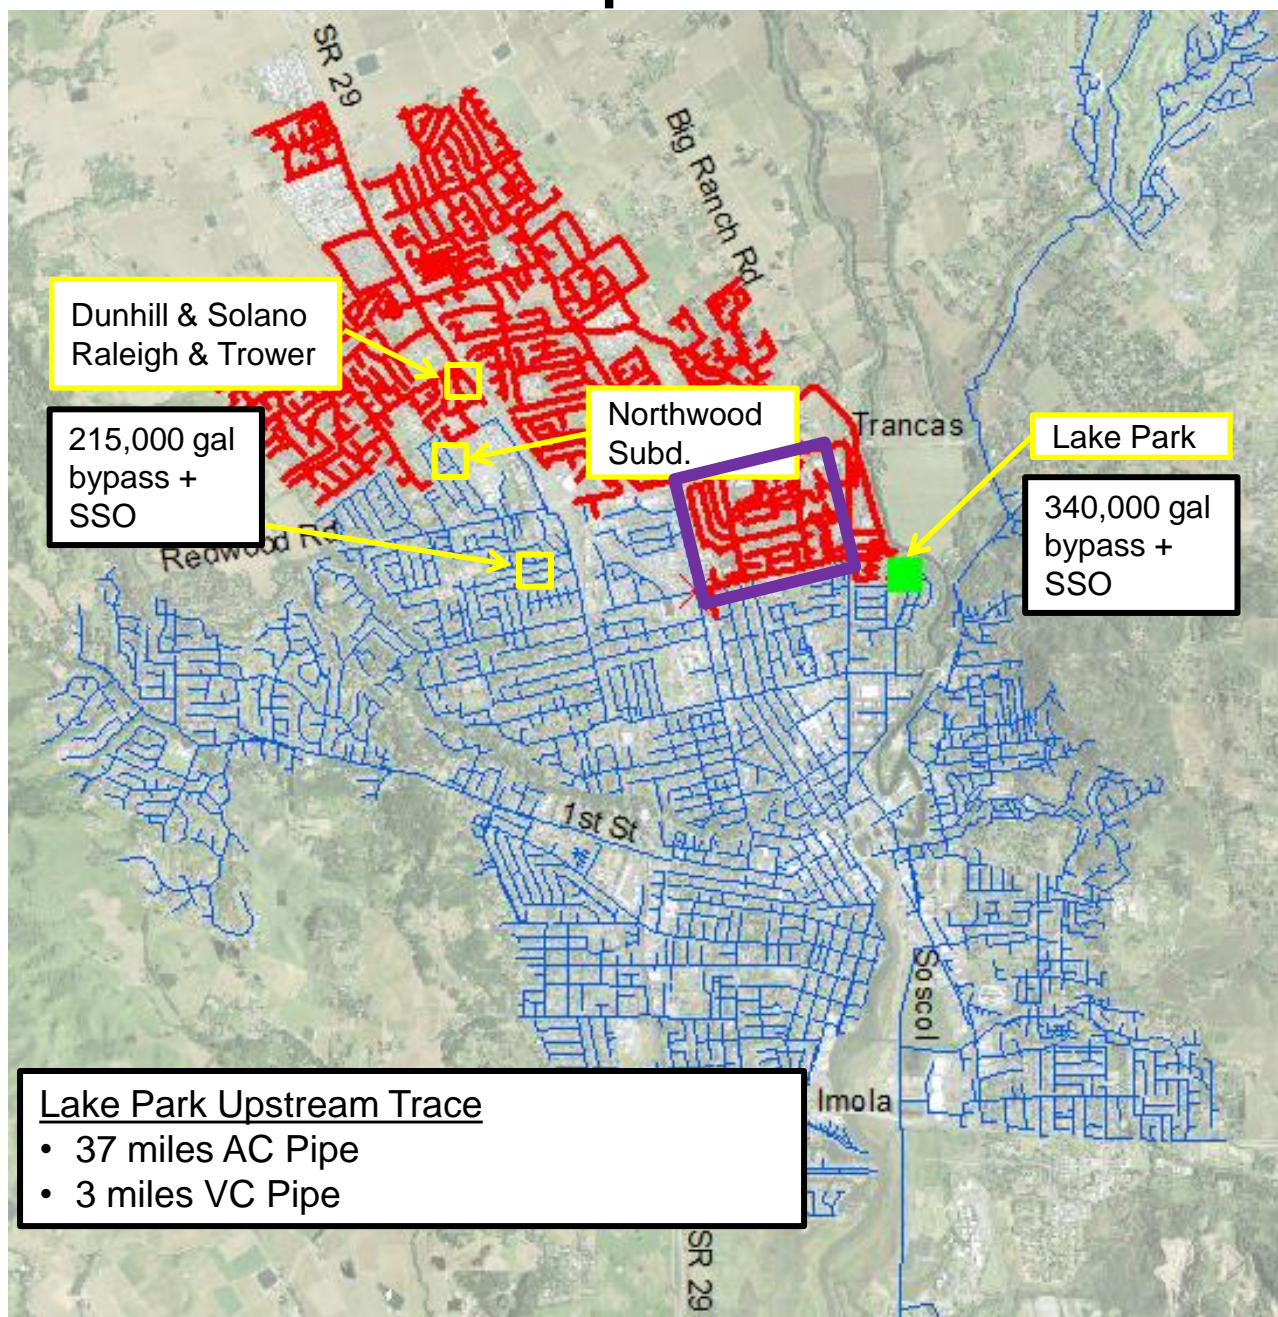 SR 29
Big Ranch Rd
Dunhill & Solano
Raleigh & Trower
Northwood
Subd.
Trancas
Lake Park
215,000 gal
bypass +
SSO
340,000 gal
bypass +
SSO
Redwood Rd
1st St
Soscol
Imola
Lake Park Upstream Trace
• 37 miles AC Pipe
• 3 miles VC Pipe
SR 29